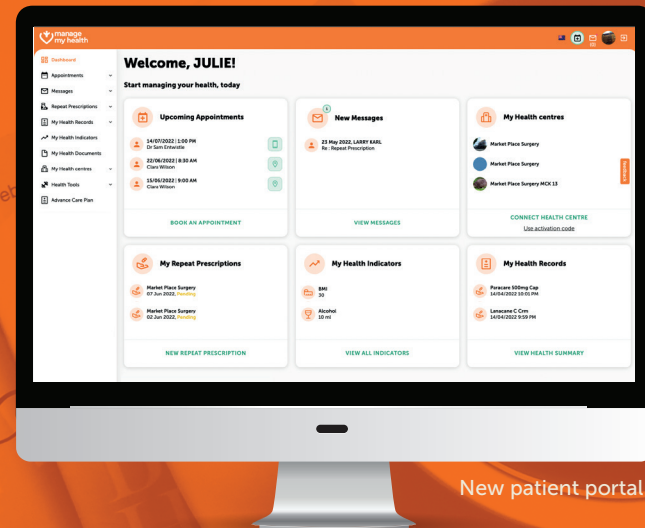 manage
my health
Dashboard
Appointments
Messages
Repeat Prescriptions
My Health Records
My Health Indicators
My Health Documents
My Health centres
Health Tools
Advance Care Plan
Welcome, JULIE!
Start managing your health, today
Upcoming Appointments
14/07/2022 | 1:00 PM
Dr Sam Entwistle
22/06/2022 | 8:30 AM
Clara Wilson
15/06/2022 | 9:00 AM
Clara Wilson
BOOK AN APPOINTMENT
New Messages
23 May 2022, LARRY KARL
Re : Repeat Prescription
VIEW MESSAGES
My Health centres
Market Place Surgery
Market Place Surgery
Market Place Surgery MCK 13
CONNECT HEALTH CENTRE
Use activation code
Feedback
My Repeat Prescriptions
Market Place Surgery
07 Jun 2022, Pending
Market Place Surgery
02 Jun 2022, Pending
NEW REPEAT PRESCRIPTION
My Health Indicators
BMI
30
Alcohol
10 ml
VIEW ALL INDICATORS
My Health Records
Paracare 500mg Cap
14/04/2022 10:01 PM
Lanacane C Crm
14/04/2022 9:59 PM
VIEW HEALTH SUMMARY
New patient portal